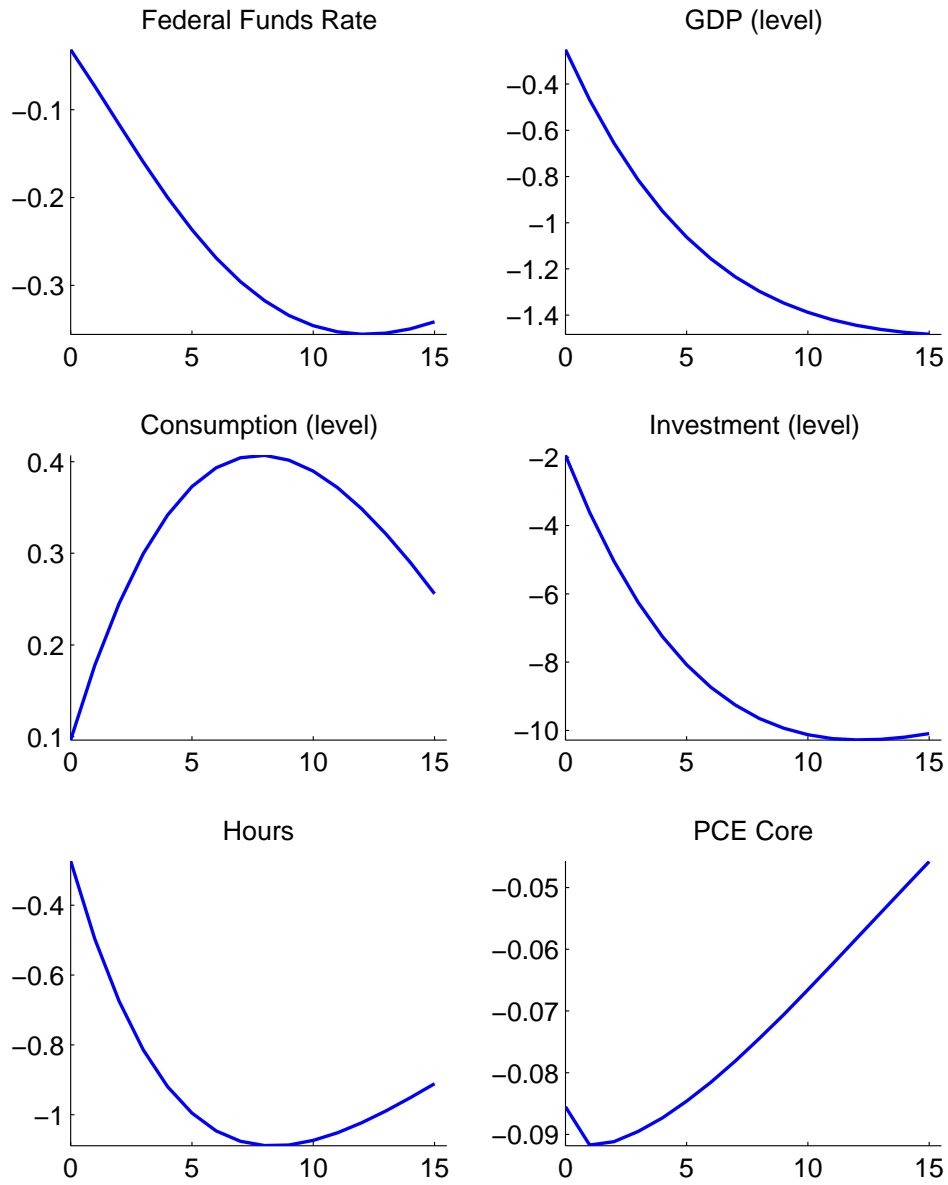 Federal Funds Rate
−0.1
−0.2
−0.3
0 5 10 15
GDP (level)
−0.4
−0.6
−0.8
−1
−1.2
−1.4
0 5 10 15
Consumption (level)
0.4
0.3
0.2
0.1
0 5 10 15
Investment (level)
−2
−4
−6
−8
−10
0 5 10 15
Hours
−0.4
−0.6
−0.8
−1
0 5 10 15
PCE Core
−0.05
−0.06
−0.07
−0.08
−0.09
0 5 10 15